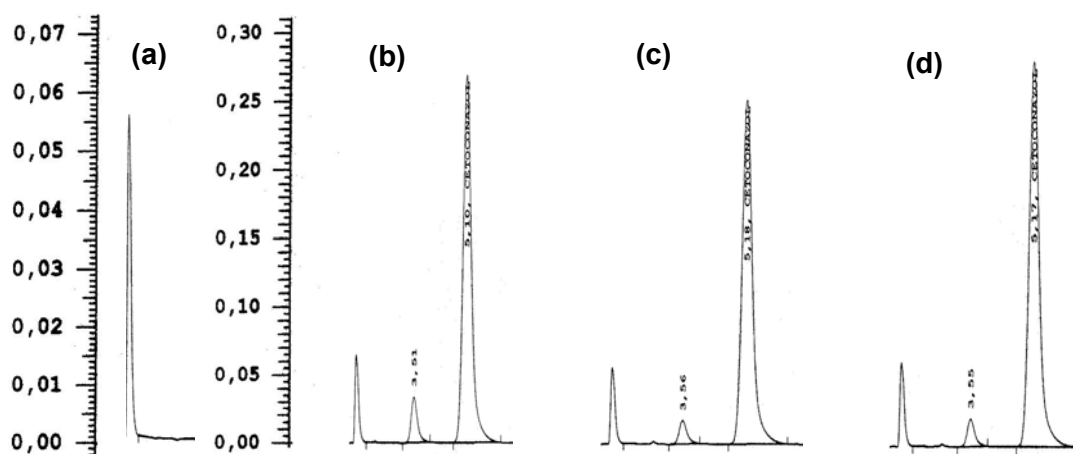 (a)
0,07
0,06
0,05
0,04
0,03
0,02
0,01
0,00
(b)
0,30
0,25
0,20
0,15
0,10
0,05
0,00
3,51
5,10, CETOCONAZOL
(c)
3,56
5,18, CETOCONAZOL
(d)
3,55
5,17, CETOCONAZOL